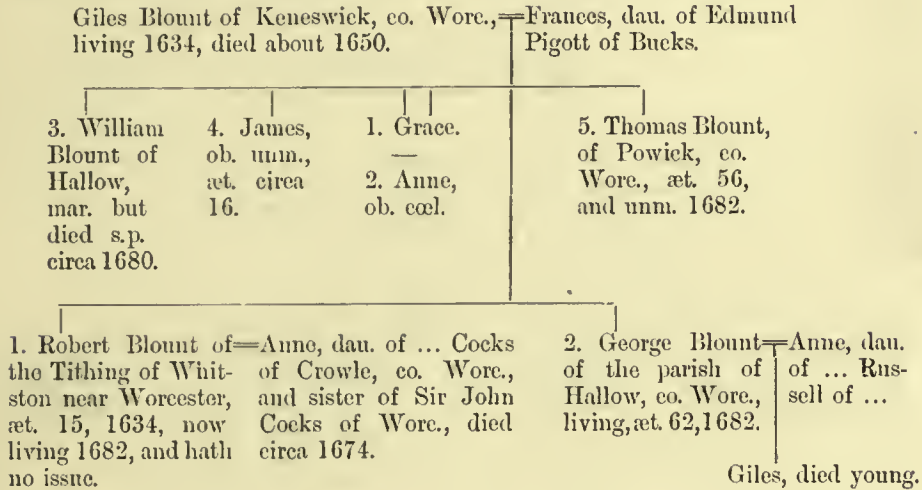 Giles Blount of Keneswick, co. Worc.,
living 1634, died about 1650.
Frances, dau. of Edmund
Pigott of Bucks.
3. William
Blount of
Hallow,
mar. but
died s.p.
circa 1680.
4. James,
ob. unm.,
æt. circa
16.
1. Grace.
—
2. Anne,
ob. cœl.
5. Thomas Blount,
of Powick, co.
Worc., æt. 56,
and unm. 1682.
1. Robert Blount of
the Tithing of Whit-
ston near Worcester,
æt. 15, 1634, now
living 1682, and hath
no issue.
Anne, dau. of ... Cocks
of Crowle, co. Worc.,
and sister of Sir John
Cocks of Worc., died
circa 1674.
2. George Blount
of the parish of
Hallow, co. Worc.,
living, æt. 62, 1682.
Anne, dau.
of ... Rus-
sell of ...
Giles, died young.